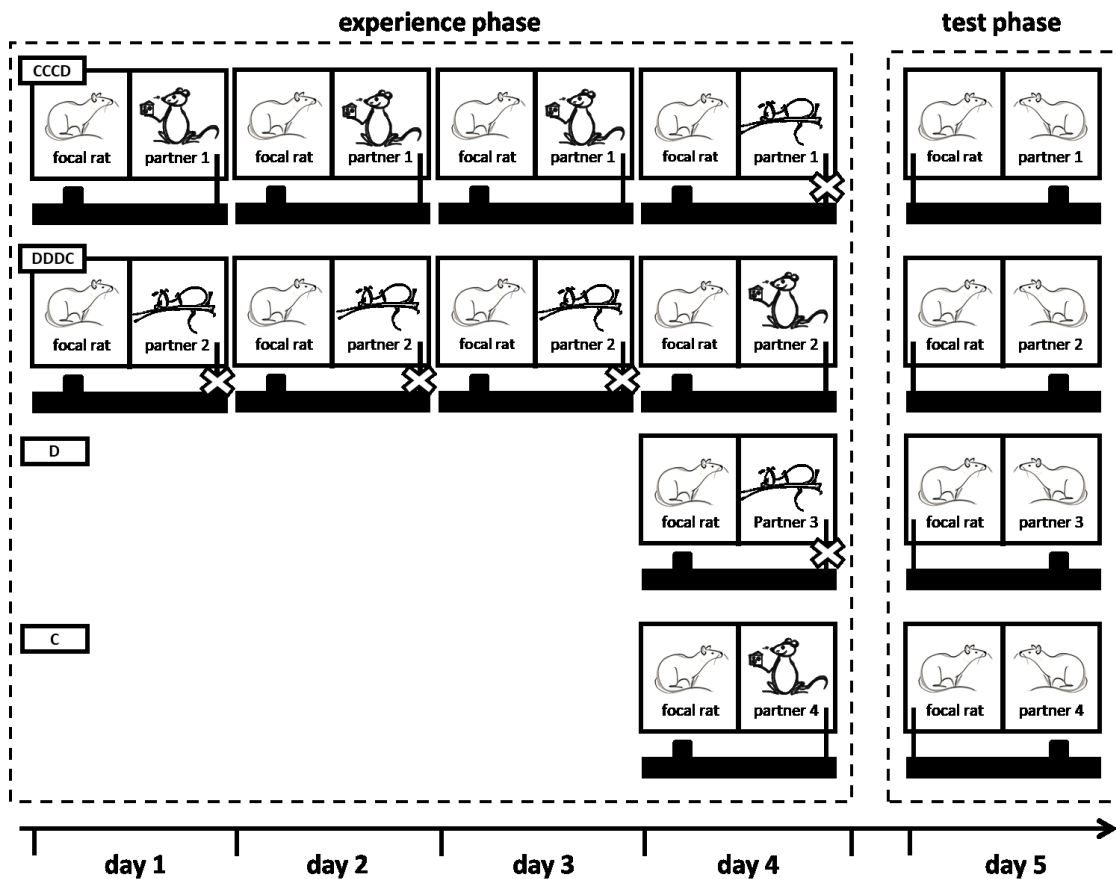 experience phase
test phase
CCCD
focal rat partner 1 focal rat partner 1 focal rat partner 1 focal rat partner 1 focal rat partner 1
DDDC
focal rat partner 2 focal rat partner 2 focal rat partner 2 focal rat partner 2 focal rat partner 2
D
focal rat Partner 3 focal rat partner 3
C
focal rat partner 4 focal rat partner 4
day 1 day 2 day 3 day 4 day 5